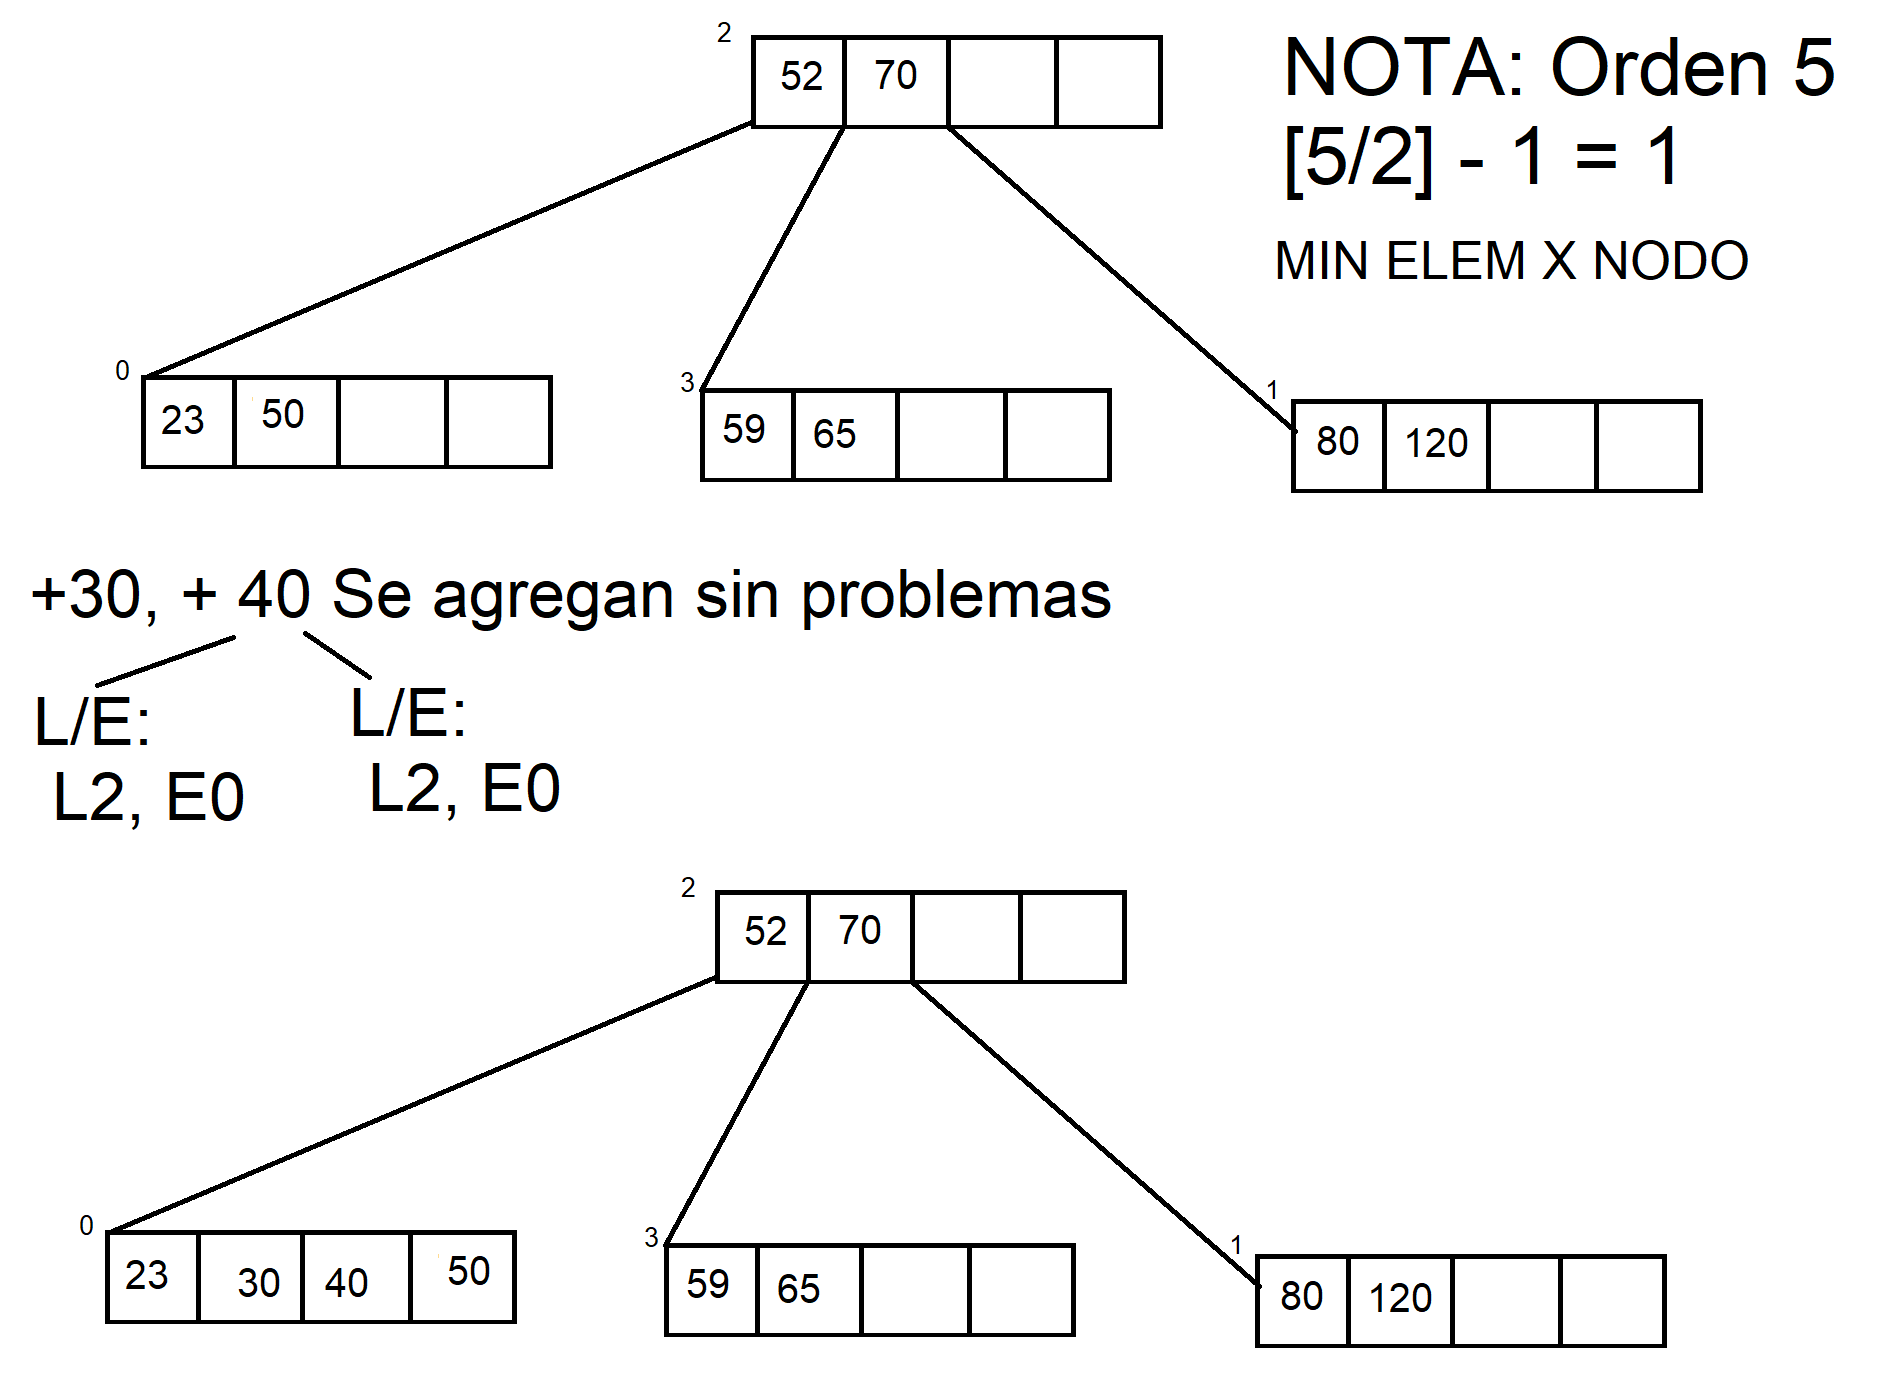 2
52 70
NOTA: Orden 5
[5/2] - 1 = 1
MIN ELEM X NODO
0
23 50
3
59 65
1
80 120
+30, + 40 Se agregan sin problemas
L/E:
L2, E0
L/E:
L2, E0
2
52 70
0
23 30 40 50
3
59 65
1
80 120